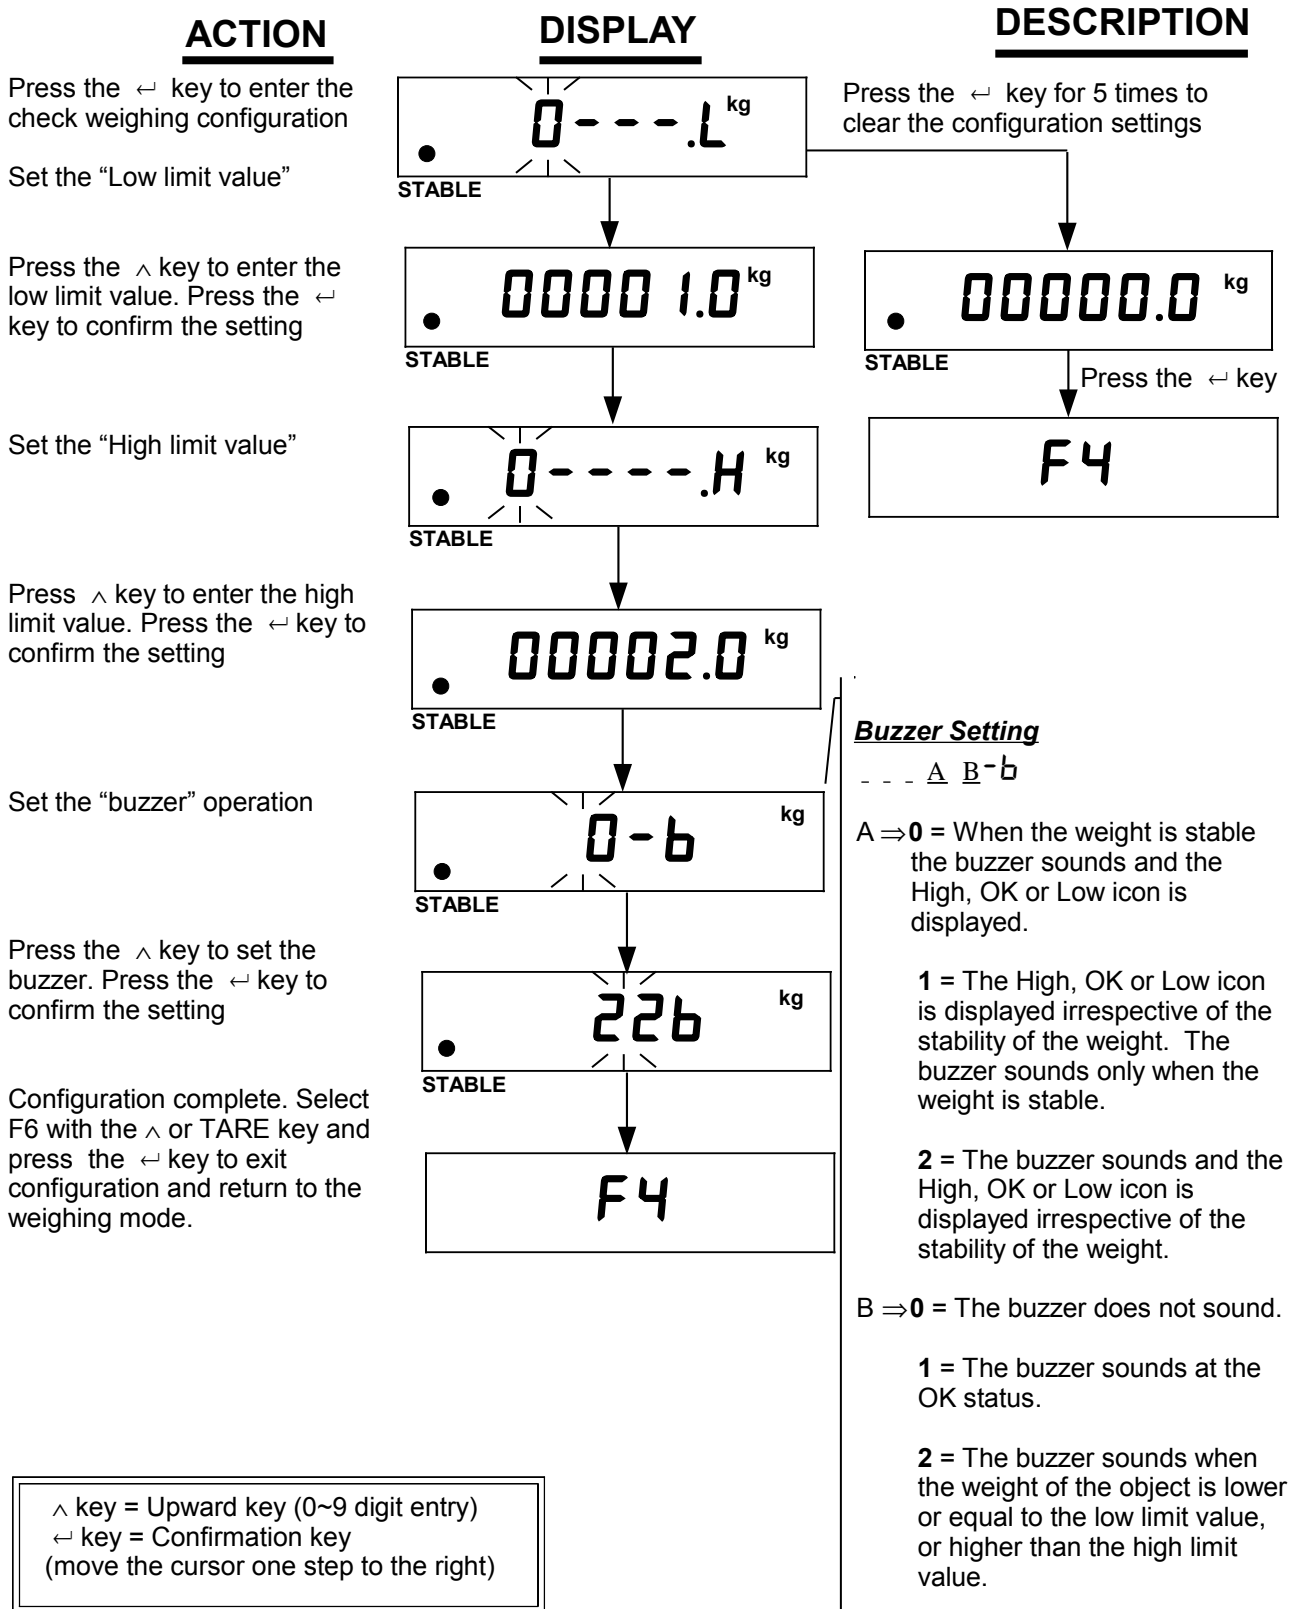 ACTION
DISPLAY
DESCRIPTION
Press the ↵ key to enter the
check weighing configuration
Set the “Low limit value”
0---.L kg
STABLE
Press the ↵ key for 5 times to
clear the configuration settings
Press the ∧ key to enter the
low limit value. Press the ↵
key to confirm the setting
00001.0 kg
STABLE
00000.0 kg
STABLE
Press the ↵ key
F4
Set the “High limit value”
0----.H kg
STABLE
Press ∧ key to enter the high
limit value. Press the ↵ key to
confirm the setting
00002.0 kg
STABLE
Set the “buzzer” operation
0-b kg
STABLE
Press the ∧ key to set the
buzzer. Press the ↵ key to
confirm the setting
22b kg
STABLE
Configuration complete. Select
F6 with the ∧ or TARE key and
press the ↵ key to exit
configuration and return to the
weighing mode.
F4
Buzzer Setting
_ _ _ A B-b
A ⇒0 = When the weight is stable
the buzzer sounds and the
High, OK or Low icon is
displayed.
1 = The High, OK or Low icon
is displayed irrespective of the
stability of the weight. The
buzzer sounds only when the
weight is stable.
2 = The buzzer sounds and the
High, OK or Low icon is
displayed irrespective of the
stability of the weight.
B ⇒0 = The buzzer does not sound.
1 = The buzzer sounds at the
OK status.
2 = The buzzer sounds when
the weight of the object is lower
or equal to the low limit value,
or higher than the high limit
value.
∧ key = Upward key (0~9 digit entry)
↵ key = Confirmation key
(move the cursor one step to the right)